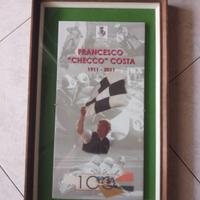 FRANCESCO
"CHECCO" COSTA
1911 - 2011
100